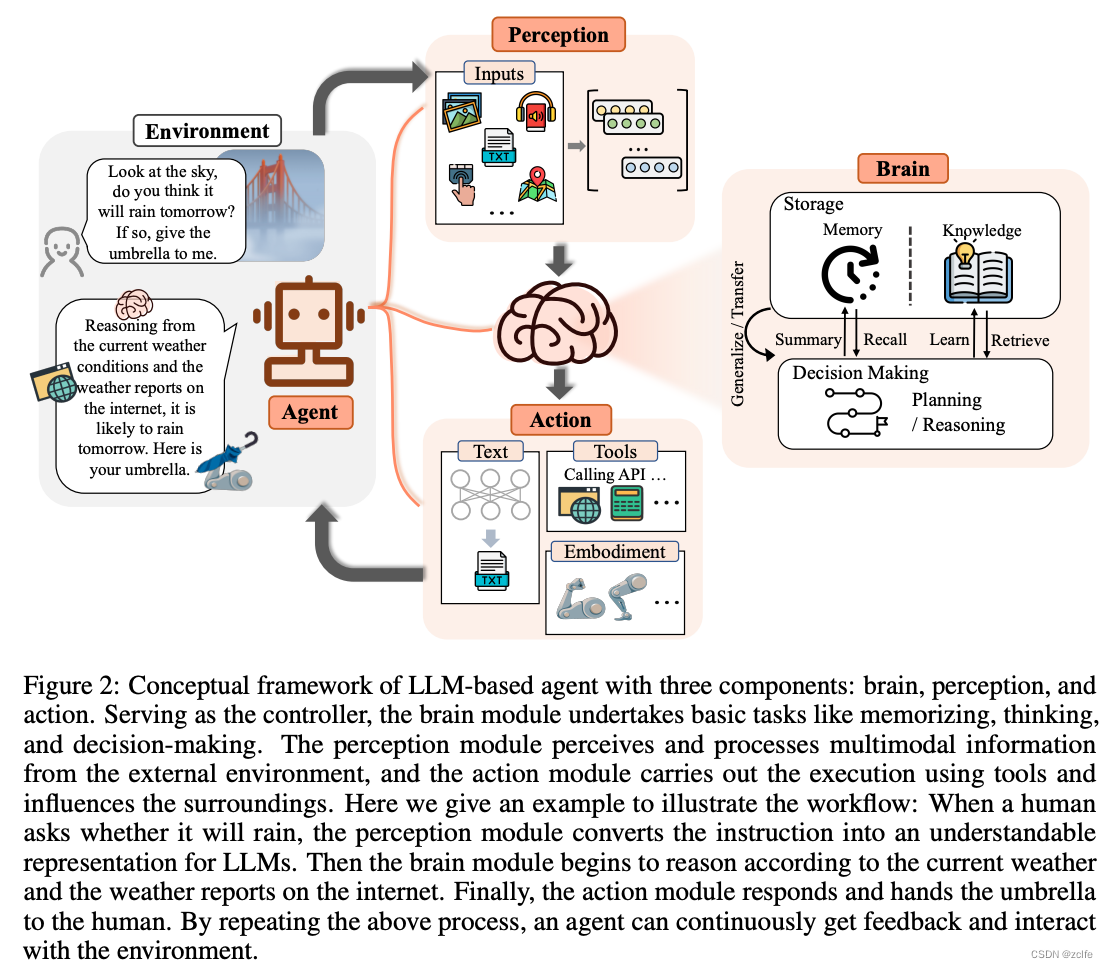 Perception
Inputs
TXT
...
...
Environment
Look at the sky,
do you think it
will rain tomorrow?
If so, give the
umbrella to me.
Reasoning from
the current weather
conditions and the
weather reports on
the internet, it is
likely to rain
tomorrow. Here is
your umbrella.
Agent
Brain
Storage
Memory
Knowledge
Generalize / Transfer
Summary
Recall
Learn
Retrieve
Decision Making
Planning
/ Reasoning
Action
Text
TXT
Tools
Calling API ...
...
Embodiment
...
Figure 2: Conceptual framework of LLM-based agent with three components: brain, perception, and
action. Serving as the controller, the brain module undertakes basic tasks like memorizing, thinking,
and decision-making. The perception module perceives and processes multimodal information
from the external environment, and the action module carries out the execution using tools and
influences the surroundings. Here we give an example to illustrate the workflow: When a human
asks whether it will rain, the perception module converts the instruction into an understandable
representation for LLMs. Then the brain module begins to reason according to the current weather
and the weather reports on the internet. Finally, the action module responds and hands the umbrella
to the human. By repeating the above process, an agent can continuously get feedback and interact
with the environment.
CSDN @zclfe